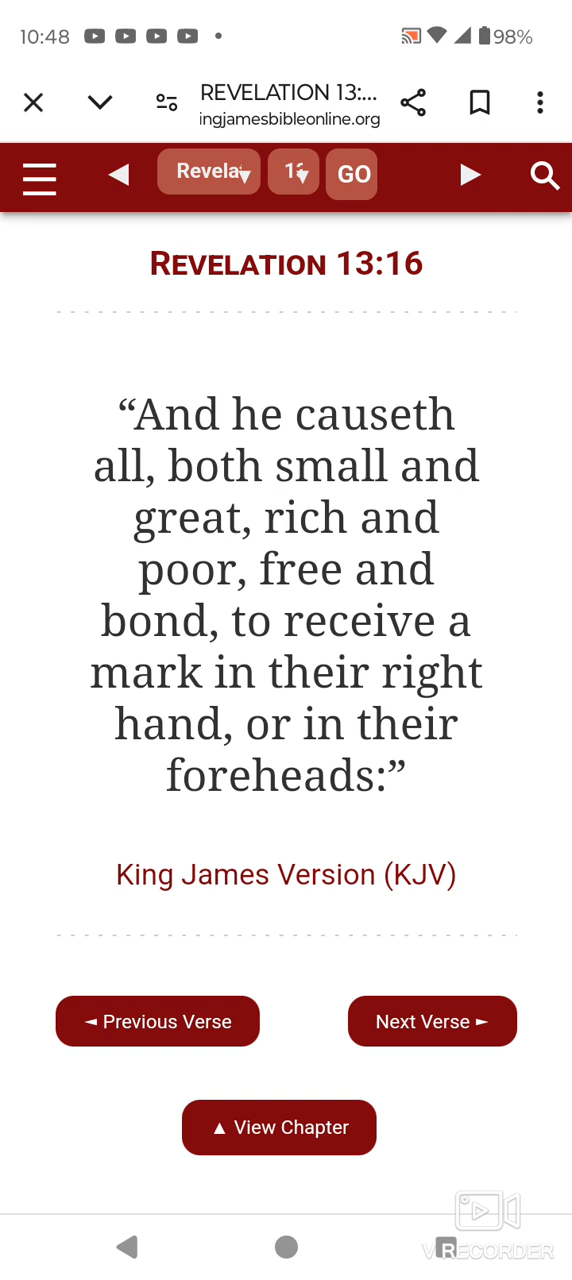 10:48
98%
REVELATION 13:...
ingjamesbibleonline.org
Revela
GO
REVELATION 13:16
“And he causeth
all, both small and
great, rich and
poor, free and
bond, to receive a
mark in their right
hand, or in their
foreheads:”
King James Version (KJV)
◄ Previous Verse
Next Verse ►
▲ View Chapter
VRECORDER